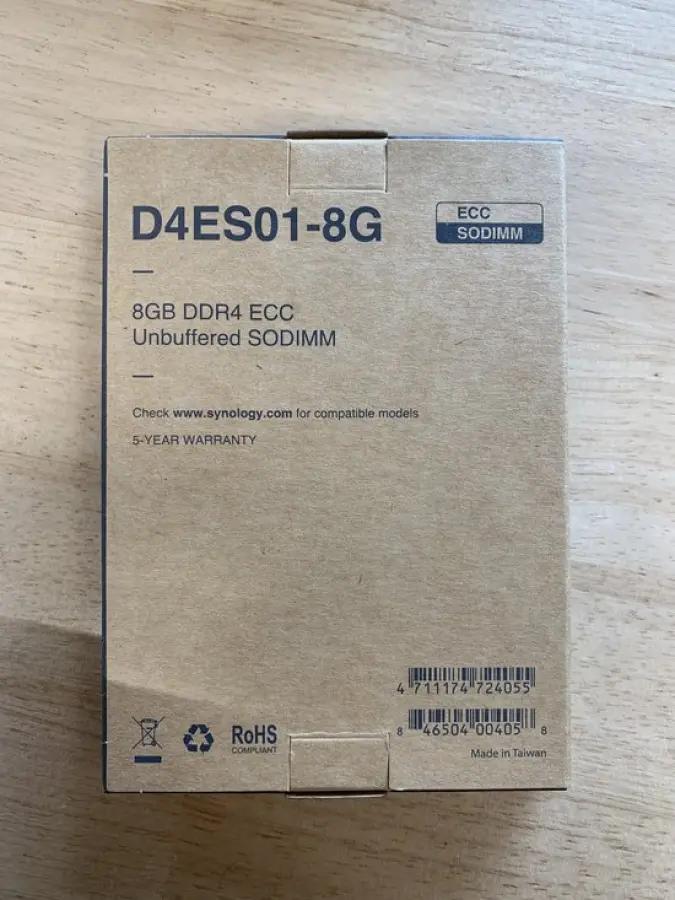 D4ES01-8G
ECC
SODIMM
8GB DDR4 ECC
Unbuffered SODIMM
Check www.synology.com for compatible models
5-YEAR WARRANTY
4 711174 724055
8 46504 00405 8
RoHS
COMPLIANT
Made in Taiwan